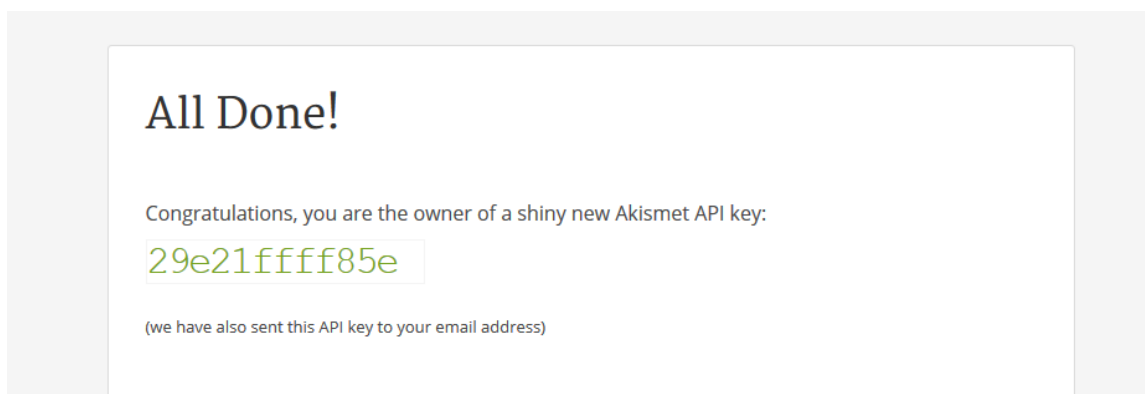 All Done!
Congratulations, you are the owner of a shiny new Akismet API key:
29e21ffff85e
(we have also sent this API key to your email address)